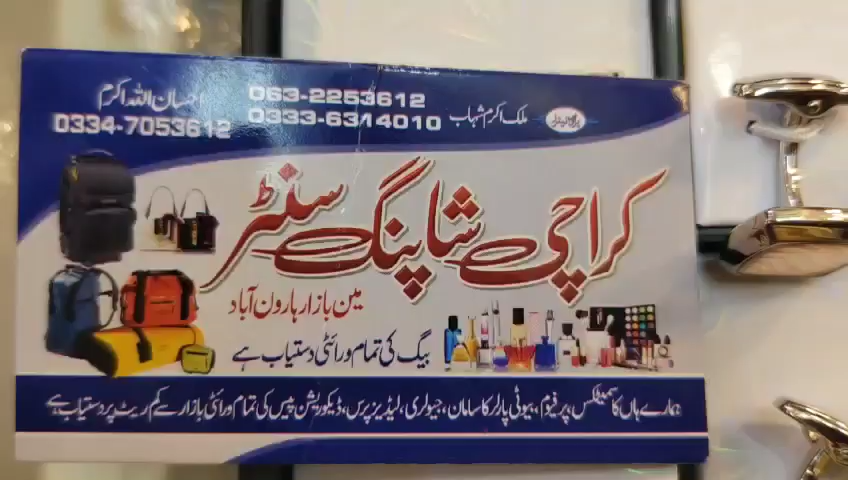 پروپرائیٹر
ملک اکرم شہاب
063-2253612
0333-6314010
احسان اللہ اکرم
0334-7053612
کراچی شاپنگ سنٹر
مین بازار ہارون آباد
بیگ کی تمام ورائٹی دستیاب ہے
ہمارے ہاں کاسمیٹکس، پرفیوم، بیوٹی پارلر کا سامان، جیولری، لیڈیز پرس، ڈیکوریشن پیس کی تمام ورائٹی بازار سے کم ریٹ پر دستیاب ہے